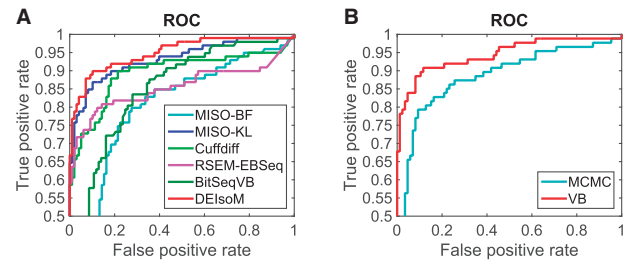 A
ROC
True positive rate
1
0.95
0.9
0.85
0.8
0.75
0.7
0.65
0.6
0.55
0.5
0
0.2
0.4
0.6
0.8
1
False positive rate
MISO-BF
MISO-KL
Cuffdiff
RSEM-EBSeq
BitSeqVB
DEIsoM
B
ROC
True positive rate
1
0.95
0.9
0.85
0.8
0.75
0.7
0.65
0.6
0.55
0.5
0
0.2
0.4
0.6
0.8
1
False positive rate
MCMC
VB